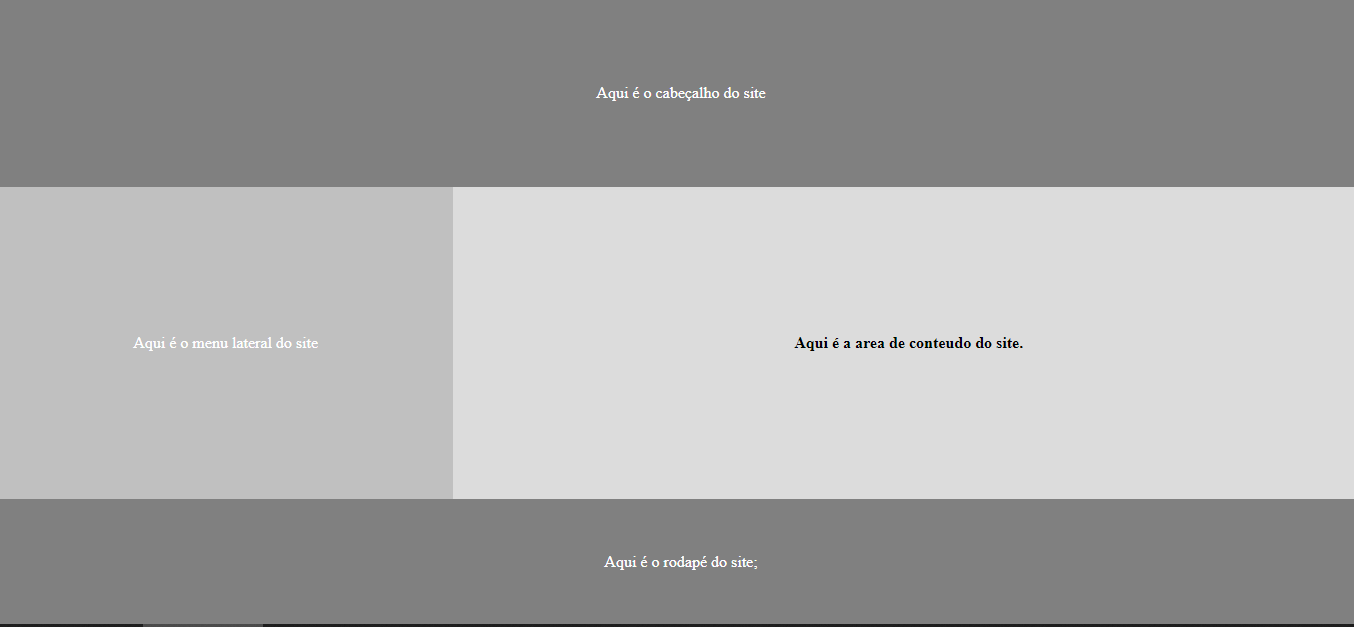 Aqui é o cabeçalho do site
Aqui é o menu lateral do site
Aqui é a area de conteudo do site.
Aqui é o rodapé do site;